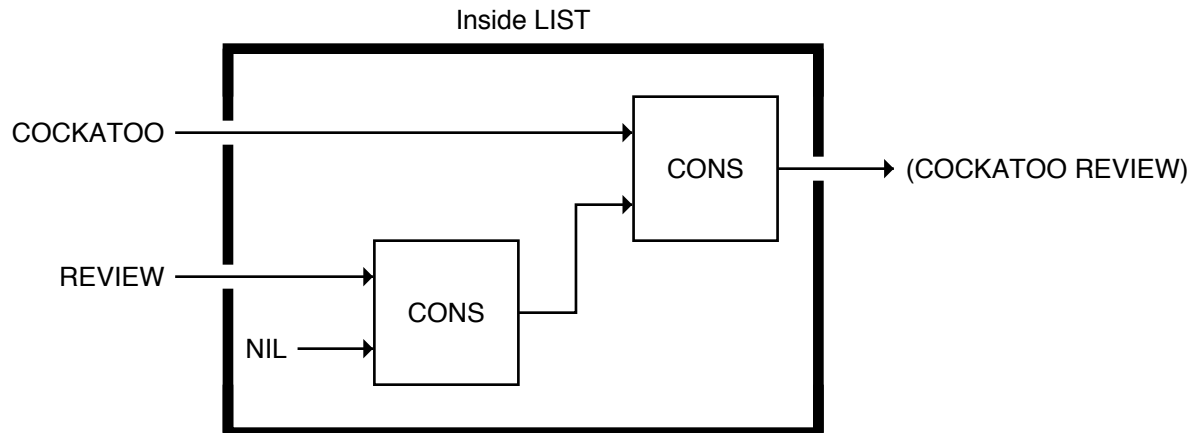 Inside LIST
COCKATOO
CONS
(COCKATOO REVIEW)
REVIEW
CONS
NIL